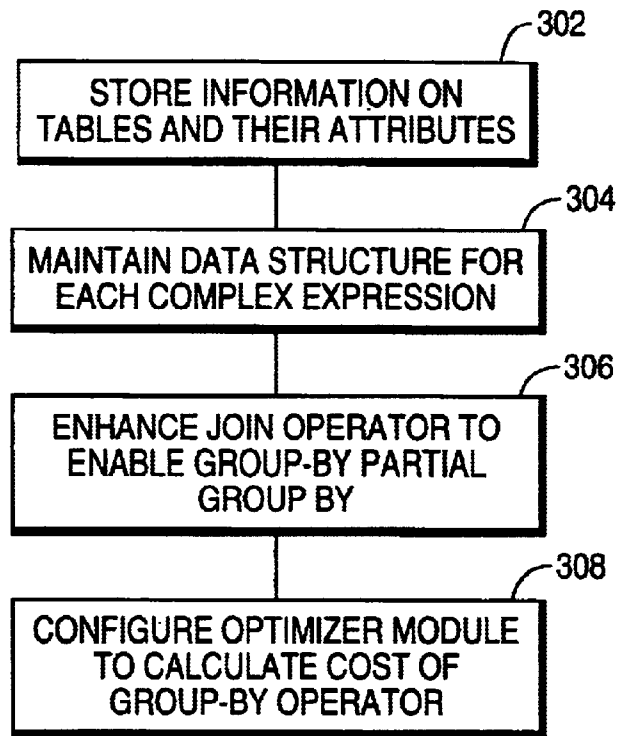 302
STORE INFORMATION ON
TABLES AND THEIR ATTRIBUTES
304
MAINTAIN DATA STRUCTURE FOR
EACH COMPLEX EXPRESSION
306
ENHANCE JOIN OPERATOR TO
ENABLE GROUP-BY PARTIAL
GROUP BY
308
CONFIGURE OPTIMIZER MODULE
TO CALCULATE COST OF
GROUP-BY OPERATOR